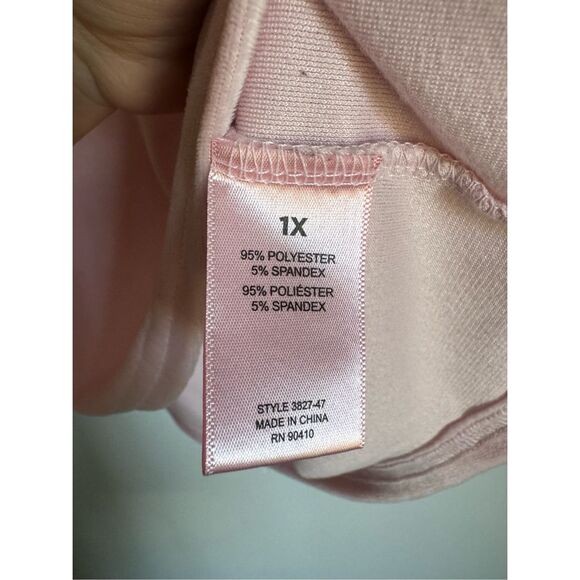 1X
95% POLYESTER
5% SPANDEX
95% POLIÉSTER
5% SPANDEX
STYLE 3827-47
MADE IN CHINA
RN 90410